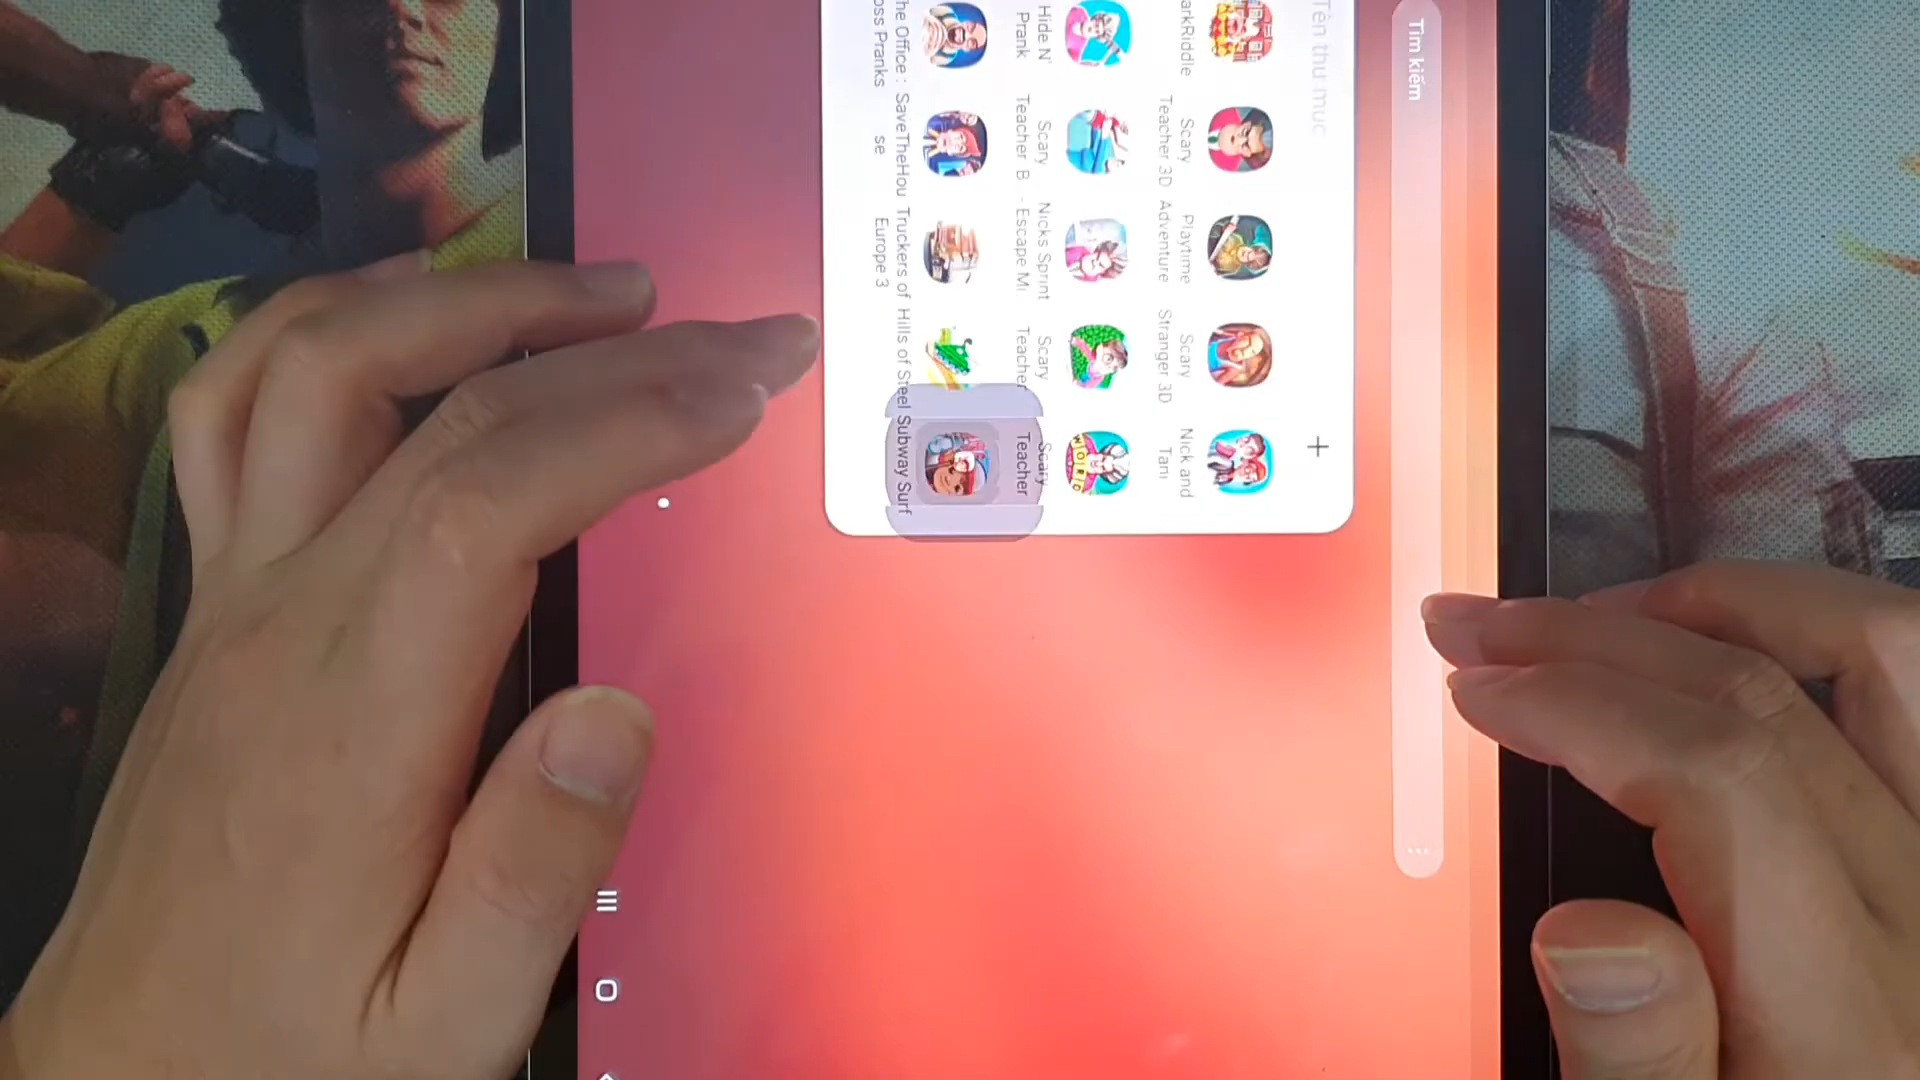 Tìm kiếm
Tên thư mục
arkRiddle
Scary
Teacher 3D
Playtime
Adventure
Scary
Stranger 3D
Nick and
Tani
Hide N'
Prank
Scary
Teacher B
Nicks Sprint
- Escape Mi
Scary
Teacher
Scary
Teacher
WORD
he Office :
oss Pranks
SaveTheHou
se
Truckers of
Europe 3
Hills of Steel
Subway Surf